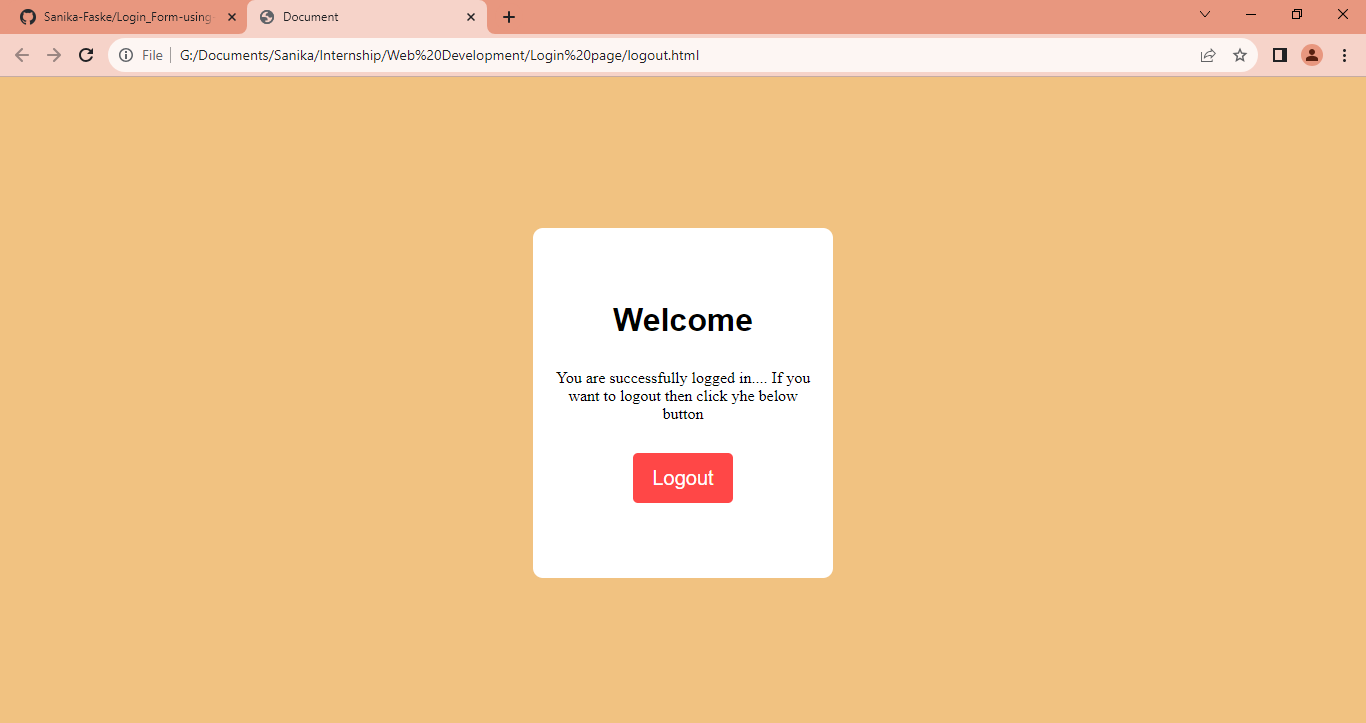 Sanika-Faske/Login_Form-using-
Document
File
G:/Documents/Sanika/Internship/Web%20Development/Login%20page/logout.html
Welcome
You are successfully logged in.... If you
want to logout then click yhe below
button
Logout